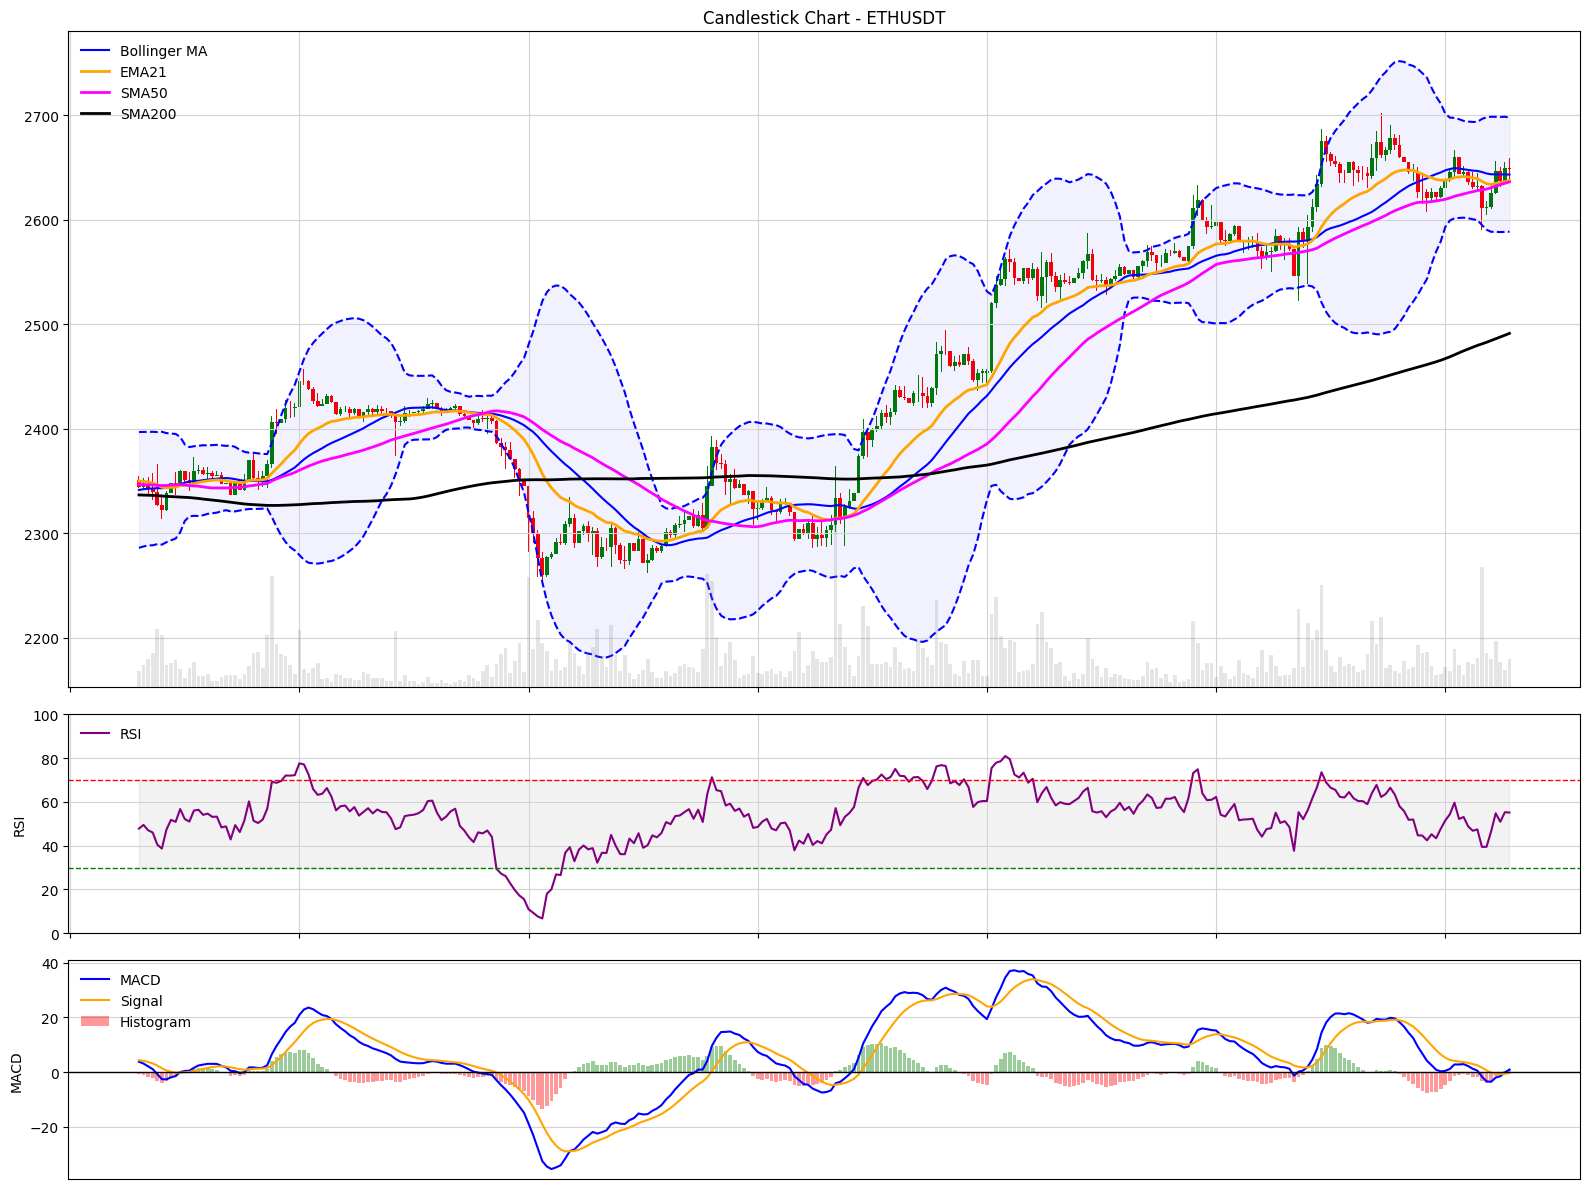 Candlestick Chart - ETHUSDT
Bollinger MA
EMA21
SMA50
SMA200
2700
2600
2500
2400
2300
2200
RSI
RSI
100
80
60
40
20
0
MACD
Signal
Histogram
MACD
40
20
0
−20